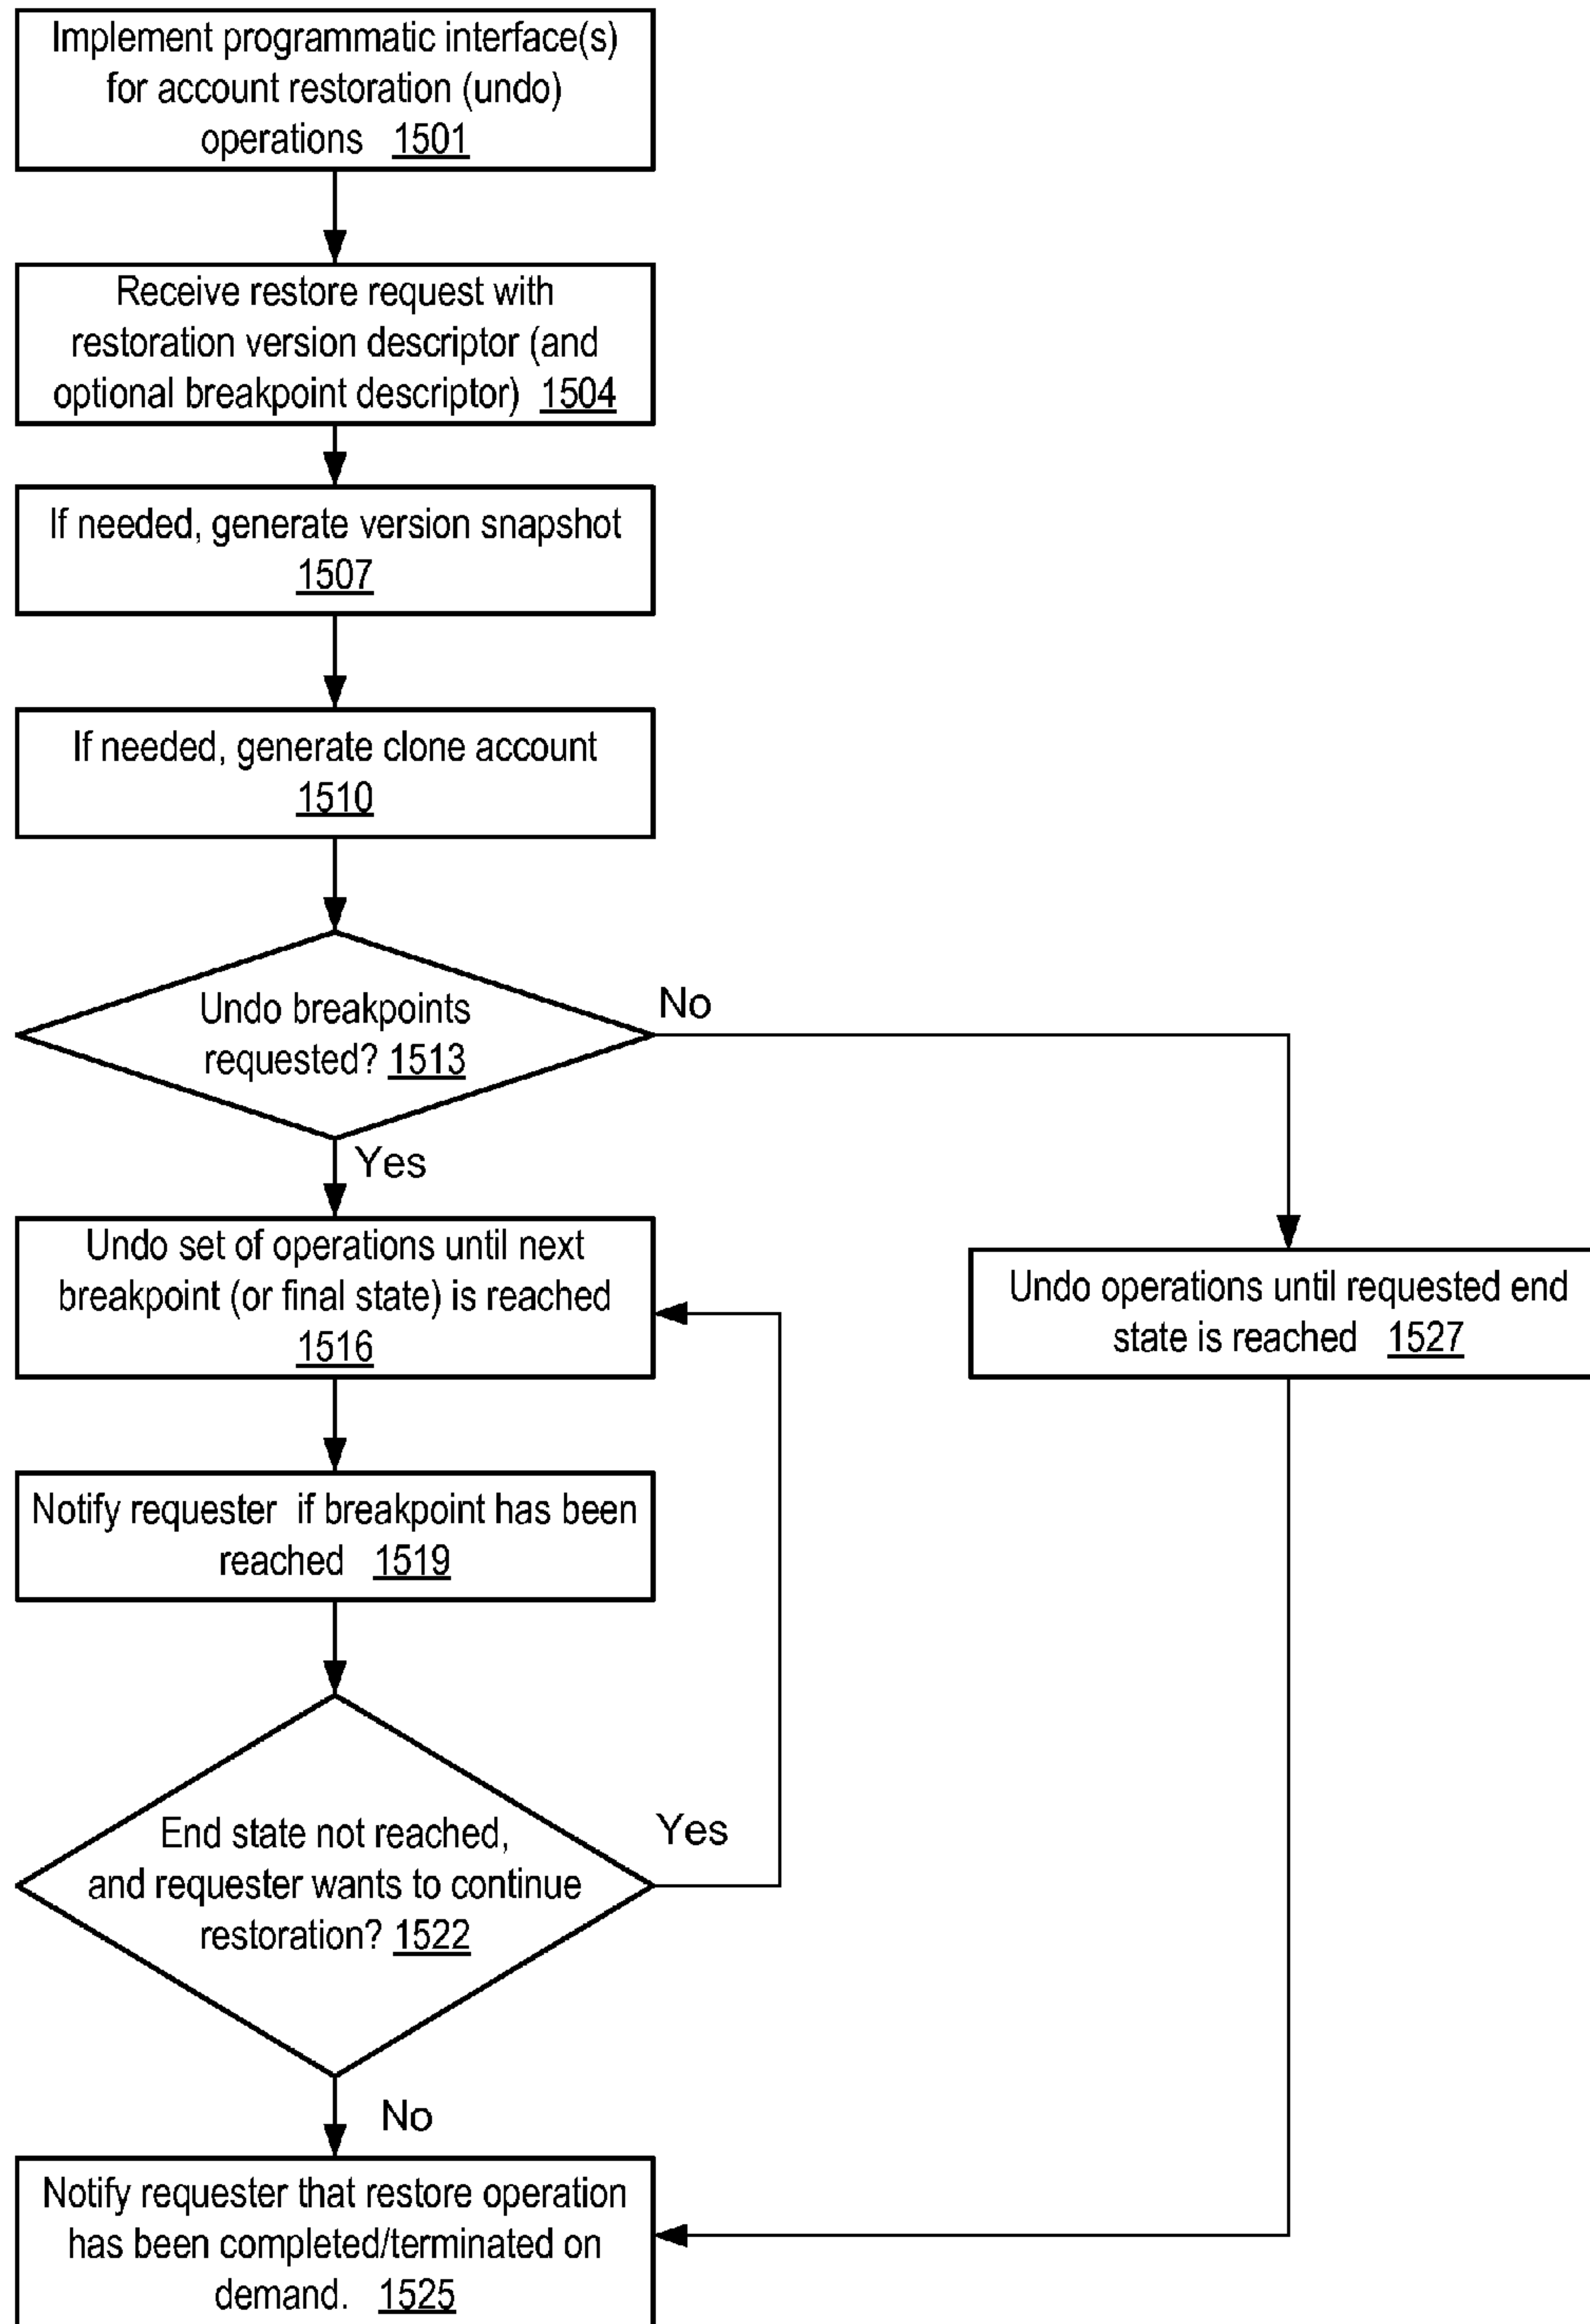 Implement programmatic interface(s)
for account restoration (undo)
operations 1501
Receive restore request with
restoration version descriptor (and
optional breakpoint descriptor) 1504
If needed, generate version snapshot
1507
If needed, generate clone account
1510
Undo breakpoints
requested? 1513
No
Yes
Undo set of operations until next
breakpoint (or final state) is reached
1516
Undo operations until requested end
state is reached 1527
Notify requester if breakpoint has been
reached 1519
End state not reached,
and requester wants to continue
restoration? 1522
Yes
No
Notify requester that restore operation
has been completed/terminated on
demand. 1525